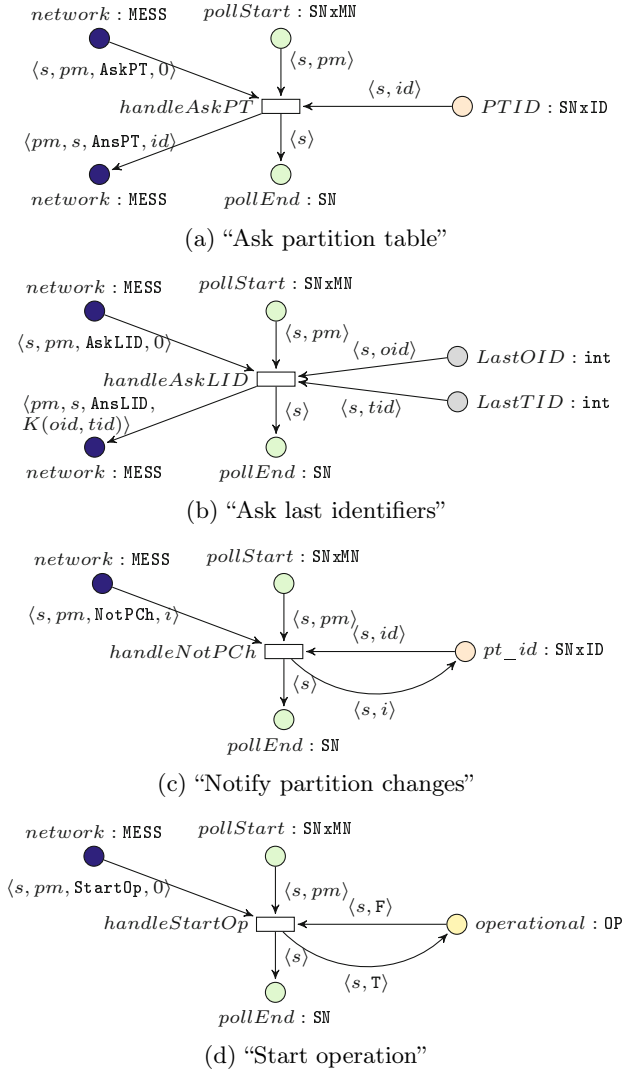 network : MESS
pollStart : SNxMN
⟨s, pm, AskPT, 0⟩
⟨s, pm⟩
⟨s, id⟩
handleAskPT
PTID : SNxID
⟨pm, s, AnsPT, id⟩
⟨s⟩
network : MESS
pollEnd : SN
(a) “Ask partition table”
network : MESS
pollStart : SNxMN
⟨s, pm, AskLID, 0⟩
⟨s, pm⟩
⟨s, oid⟩
LastOID : int
handleAskLID
⟨pm, s, AnsLID,
K(oid, tid)⟩
⟨s⟩
⟨s, tid⟩
LastTID : int
network : MESS
pollEnd : SN
(b) “Ask last identifiers”
network : MESS
pollStart : SNxMN
⟨s, pm, NotPCh, i⟩
⟨s, pm⟩
⟨s, id⟩
handleNotPCh
pt_id : SNxID
⟨s⟩
⟨s, i⟩
pollEnd : SN
(c) “Notify partition changes”
network : MESS
pollStart : SNxMN
⟨s, pm, StartOp, 0⟩
⟨s, pm⟩
⟨s, F⟩
handleStartOp
operational : OP
⟨s⟩
⟨s, T⟩
pollEnd : SN
(d) “Start operation”